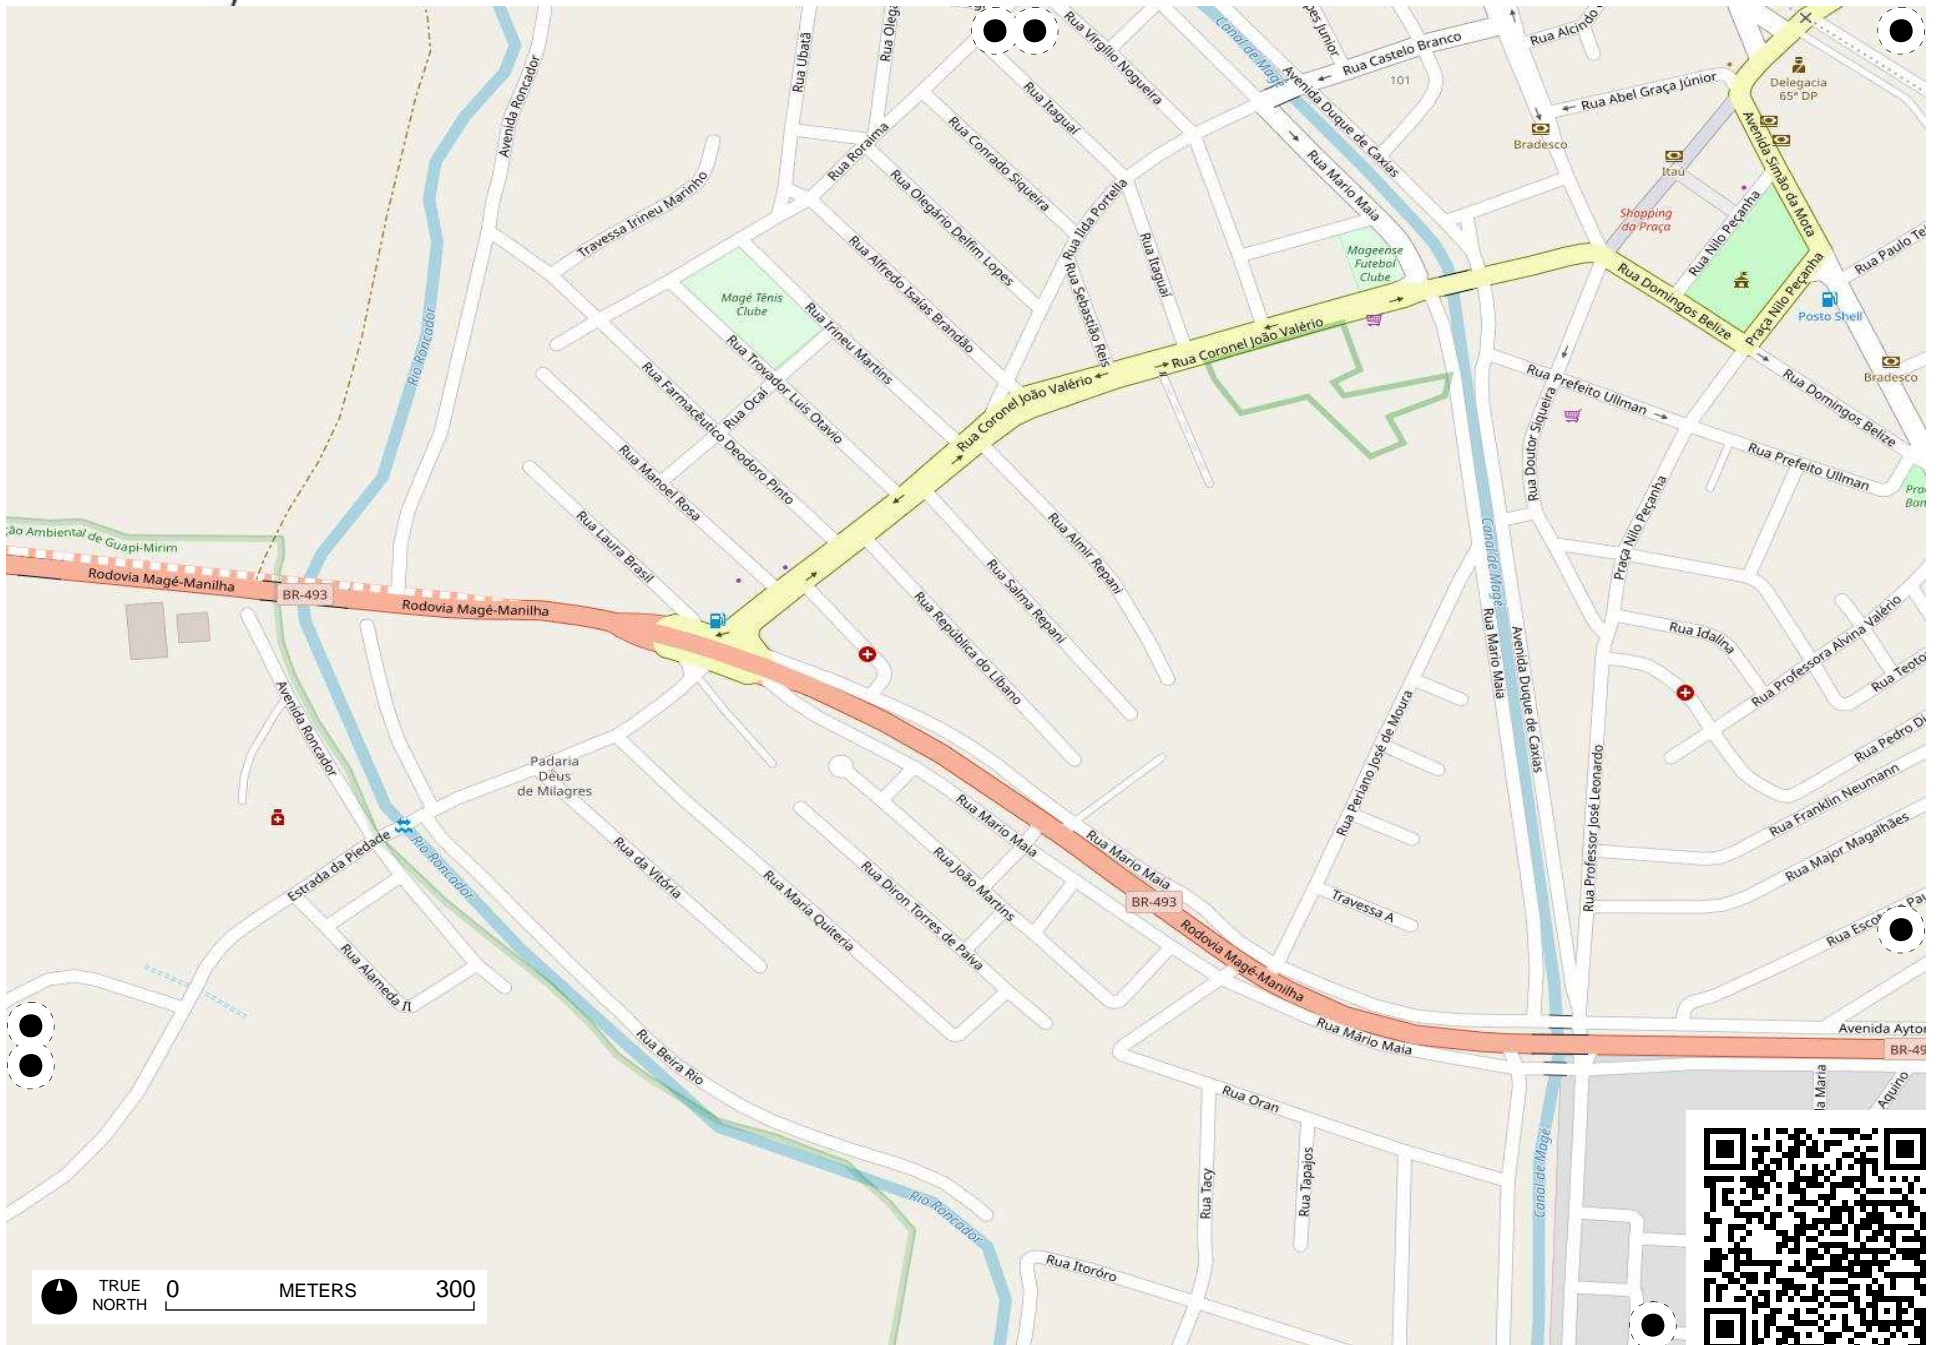 Rua Ubatã
Rua Virgílio Nogueira
Canal de Magé
Rua Castelo Branco
101
Avenida Roncador
Rua Itaguaí
Avenida Duque de Caxias
Rua Abel Graça Júnior
Delegacia
65ª DP
Bradesco
Rua Roraima
Rua Conrado Siqueira
Rua Mario Maia
Itaú
Avenida Simão da Mota
Travessa Irineu Marinho
Rua Olegário Delfim Lopes
Rua Ilda Portella
Shopping
da Praça
Rua Nilo Peçanha
Magé Tênis
Clube
Rua Alfredo Isaías Brandão
Rua Sebastião Reis
Rua Itaguaí
Mageense
Futebol
Clube
Rua Domingos Belize
Praça Nilo Peçanha
Posto Shell
Rio Roncador
Rua Irineu Martins
Rua Coronel João Valério
Rua Coronel João Valério
Bradesco
Rua Trovador Luis Otavio
Rua Ocal
Rua Farmacêutico Deodoro Pinto
Rua Prefeito Ullman
Rua Domingos Belize
Rua Doutor Siqueira
Rua Prefeito Ullman
Rua Manoel Rosa
Praça Nilo Peçanha
ção Ambiental de Guapi-Mirim
Rua Laura Brasil
Rua Almir Repani
Canal de Magé
Rodovia Magé-Manilha
BR-493
Rodovia Magé-Manilha
Rua Salma Repani
Rua República do Líbano
Rua Mario Maia
Avenida Duque de Caxias
Rua Idalina
Rua Professora Alvina Valério
Avenida Roncador
Rua Periano José de Moura
Rua Professor José Leonardo
Padaria
Deus
de Milagres
Rua Franklin Neumann
Rua Mario Maia
Rua Mario Maia
Rua Major Magalhães
Estrada da Piedade
Rio Roncador
Rua da Vitória
Rua João Martins
Rua Diron Torres de Paiva
Rua Maria Quiteria
BR-493
Travessa A
Rodovia Magé-Manilha
Rua Alameda II
Rua Mário Maia
Rua Beira Rio
Rua Oran
Rua Tacy
Rua Tapajos
Canal de Magé
Rio Roncador
Rua Itoróro
TRUE
NORTH
0 METERS 300